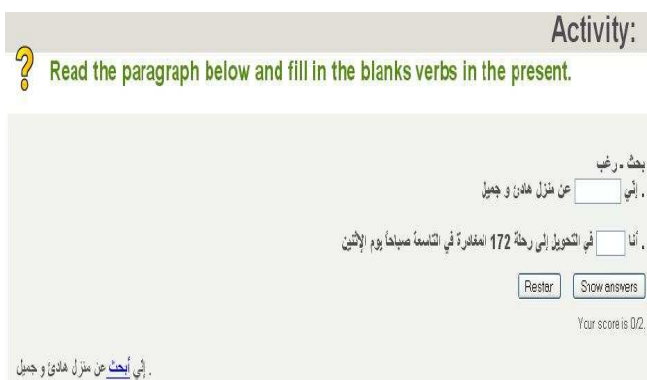 Activity:
? Read the paragraph below and fill in the blanks verbs in the present.
بحث - رغب
. إنّي عن منزل هادئ و جميل
. أنا في التحويل إلى رحلة 172 المغادرة في التاسعة صباحاً يوم الإثنين
Restar Show answers
Your score is 0/2.
. إنّي أبحث عن منزل هادئ و جميل